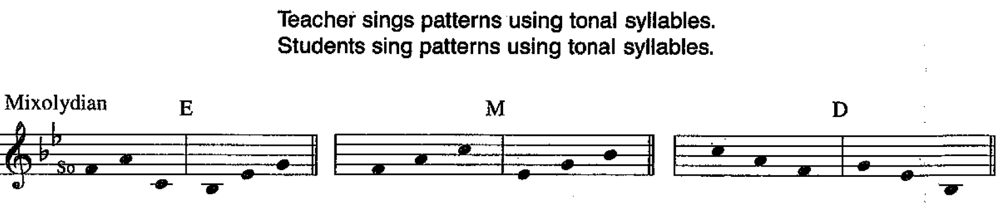 Teacher sings patterns using tonal syllables.
Students sing patterns using tonal syllables.
Mixolydian E M D
So